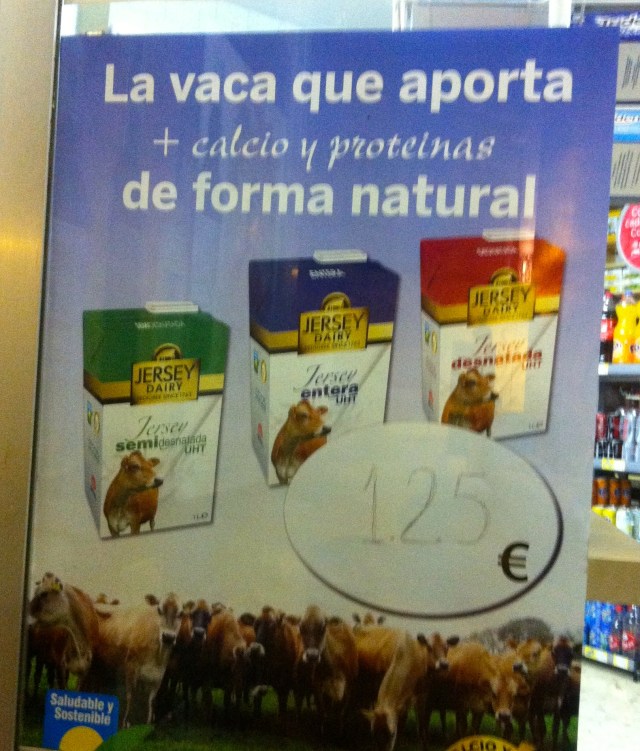 La vaca que aporta
+ calcio y proteinas
de forma natural
JERSEY
DAIRY
Jersey
semidesnatada
UHT
JERSEY
DAIRY
Jersey
entera
UHT
JERSEY
DAIRY
Jersey
desnatada
UHT
1.25
€
Saludable y
Sostenible